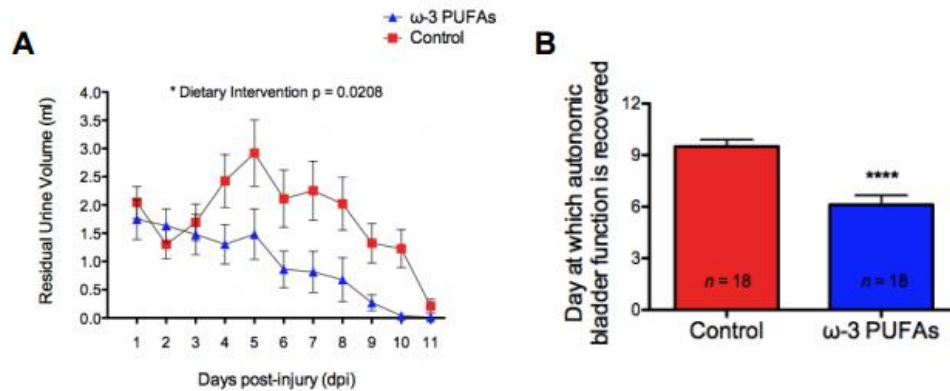 ω-3 PUFAs
Control
A
* Dietary Intervention p = 0.0208
Residual Urine Volume (ml)
4.0
3.5
3.0
2.5
2.0
1.5
1.0
0.5
0.0
1 2 3 4 5 6 7 8 9 10 11
Days post-injury (dpi)
B
Day at which autonomic
bladder function is recovered
12
9
6
3
0
****
n = 18
n = 18
Control
ω-3 PUFAs